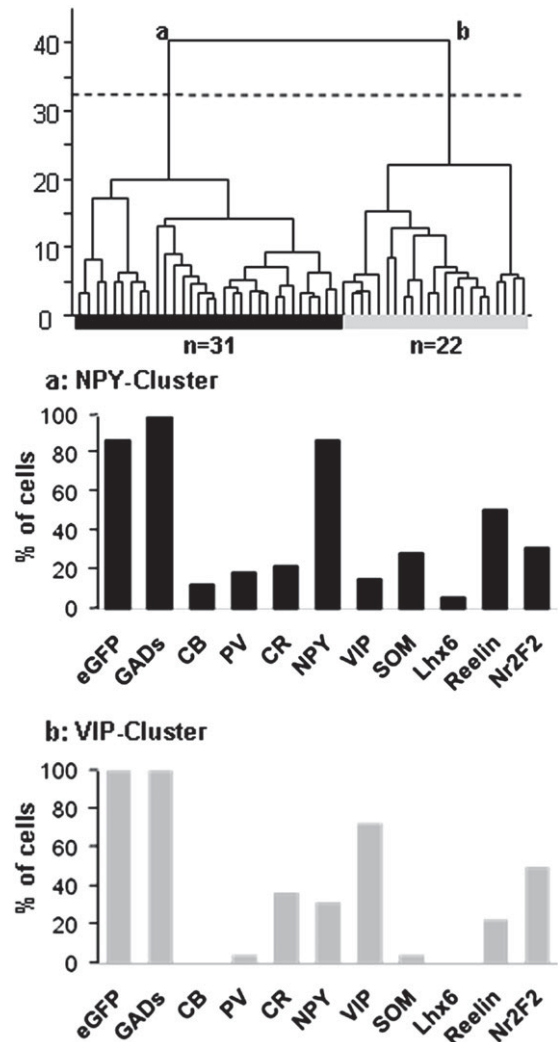 a b
40
30
20
10
0
n=31 n=22
a: NPY-Cluster
% of cells
100
80
60
40
20
0
eGFP GADs CB PV CR NPY VIP SOM Lhx6 Reelin Nr2F2
b: VIP-Cluster
% of cells
100
80
60
40
20
0
eGFP GADs CB PV CR NPY VIP SOM Lhx6 Reelin Nr2F2